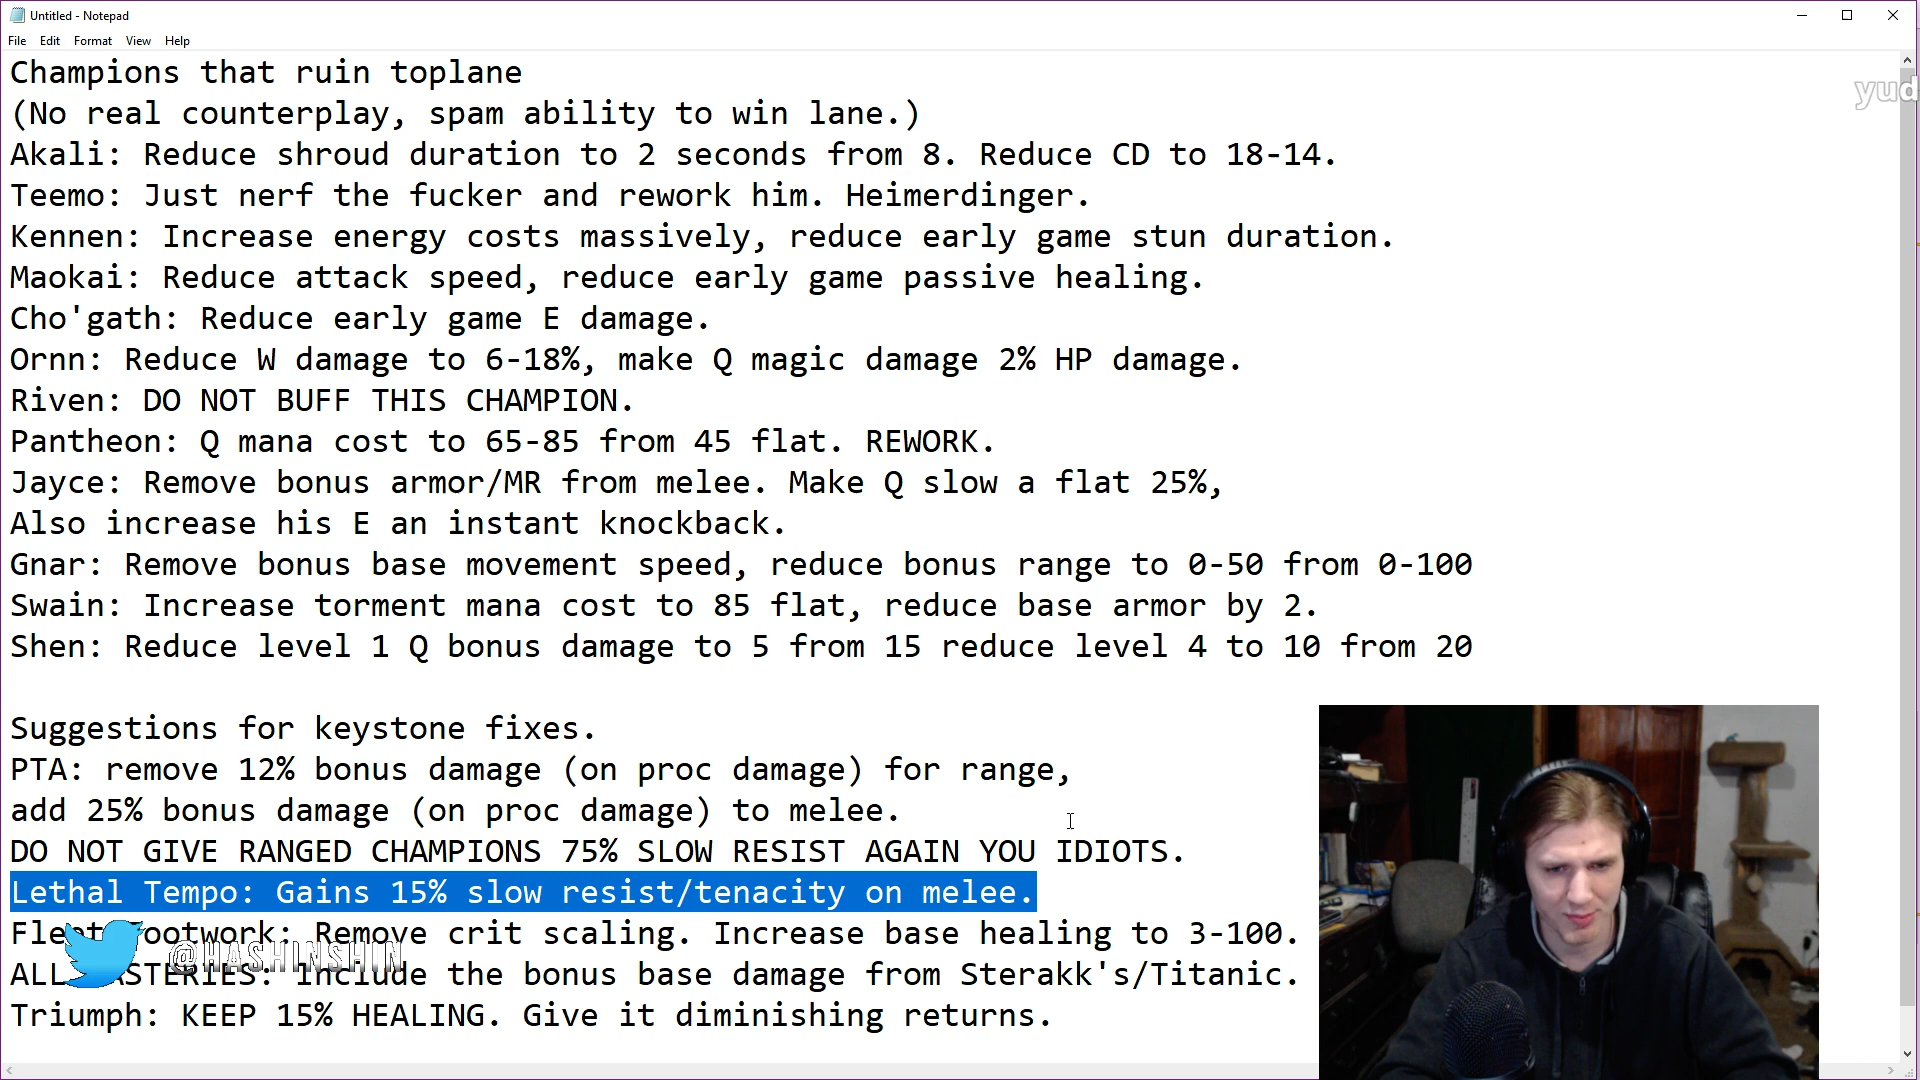 Untitled - Notepad
File Edit Format View Help
Champions that ruin toplane
(No real counterplay, spam ability to win lane.)
Akali: Reduce shroud duration to 2 seconds from 8. Reduce CD to 18-14.
Teemo: Just nerf the fucker and rework him. Heimerdinger.
Kennen: Increase energy costs massively, reduce early game stun duration.
Maokai: Reduce attack speed, reduce early game passive healing.
Cho'gath: Reduce early game E damage.
Ornn: Reduce W damage to 6-18%, make Q magic damage 2% HP damage.
Riven: DO NOT BUFF THIS CHAMPION.
Pantheon: Q mana cost to 65-85 from 45 flat. REWORK.
Jayce: Remove bonus armor/MR from melee. Make Q slow a flat 25%,
Also increase his E an instant knockback.
Gnar: Remove bonus base movement speed, reduce bonus range to 0-50 from 0-100
Swain: Increase torment mana cost to 85 flat, reduce base armor by 2.
Shen: Reduce level 1 Q bonus damage to 5 from 15 reduce level 4 to 10 from 20
Suggestions for keystone fixes.
PTA: remove 12% bonus damage (on proc damage) for range,
add 25% bonus damage (on proc damage) to melee.
DO NOT GIVE RANGED CHAMPIONS 75% SLOW RESIST AGAIN YOU IDIOTS.
Lethal Tempo: Gains 15% slow resist/tenacity on melee.
Fleet Footwork: Remove crit scaling. Increase base healing to 3-100.
@HASHINSHIN
ALL MASTERIES: Include the bonus base damage from Sterakk's/Titanic.
Triumph: KEEP 15% HEALING. Give it diminishing returns.
yud